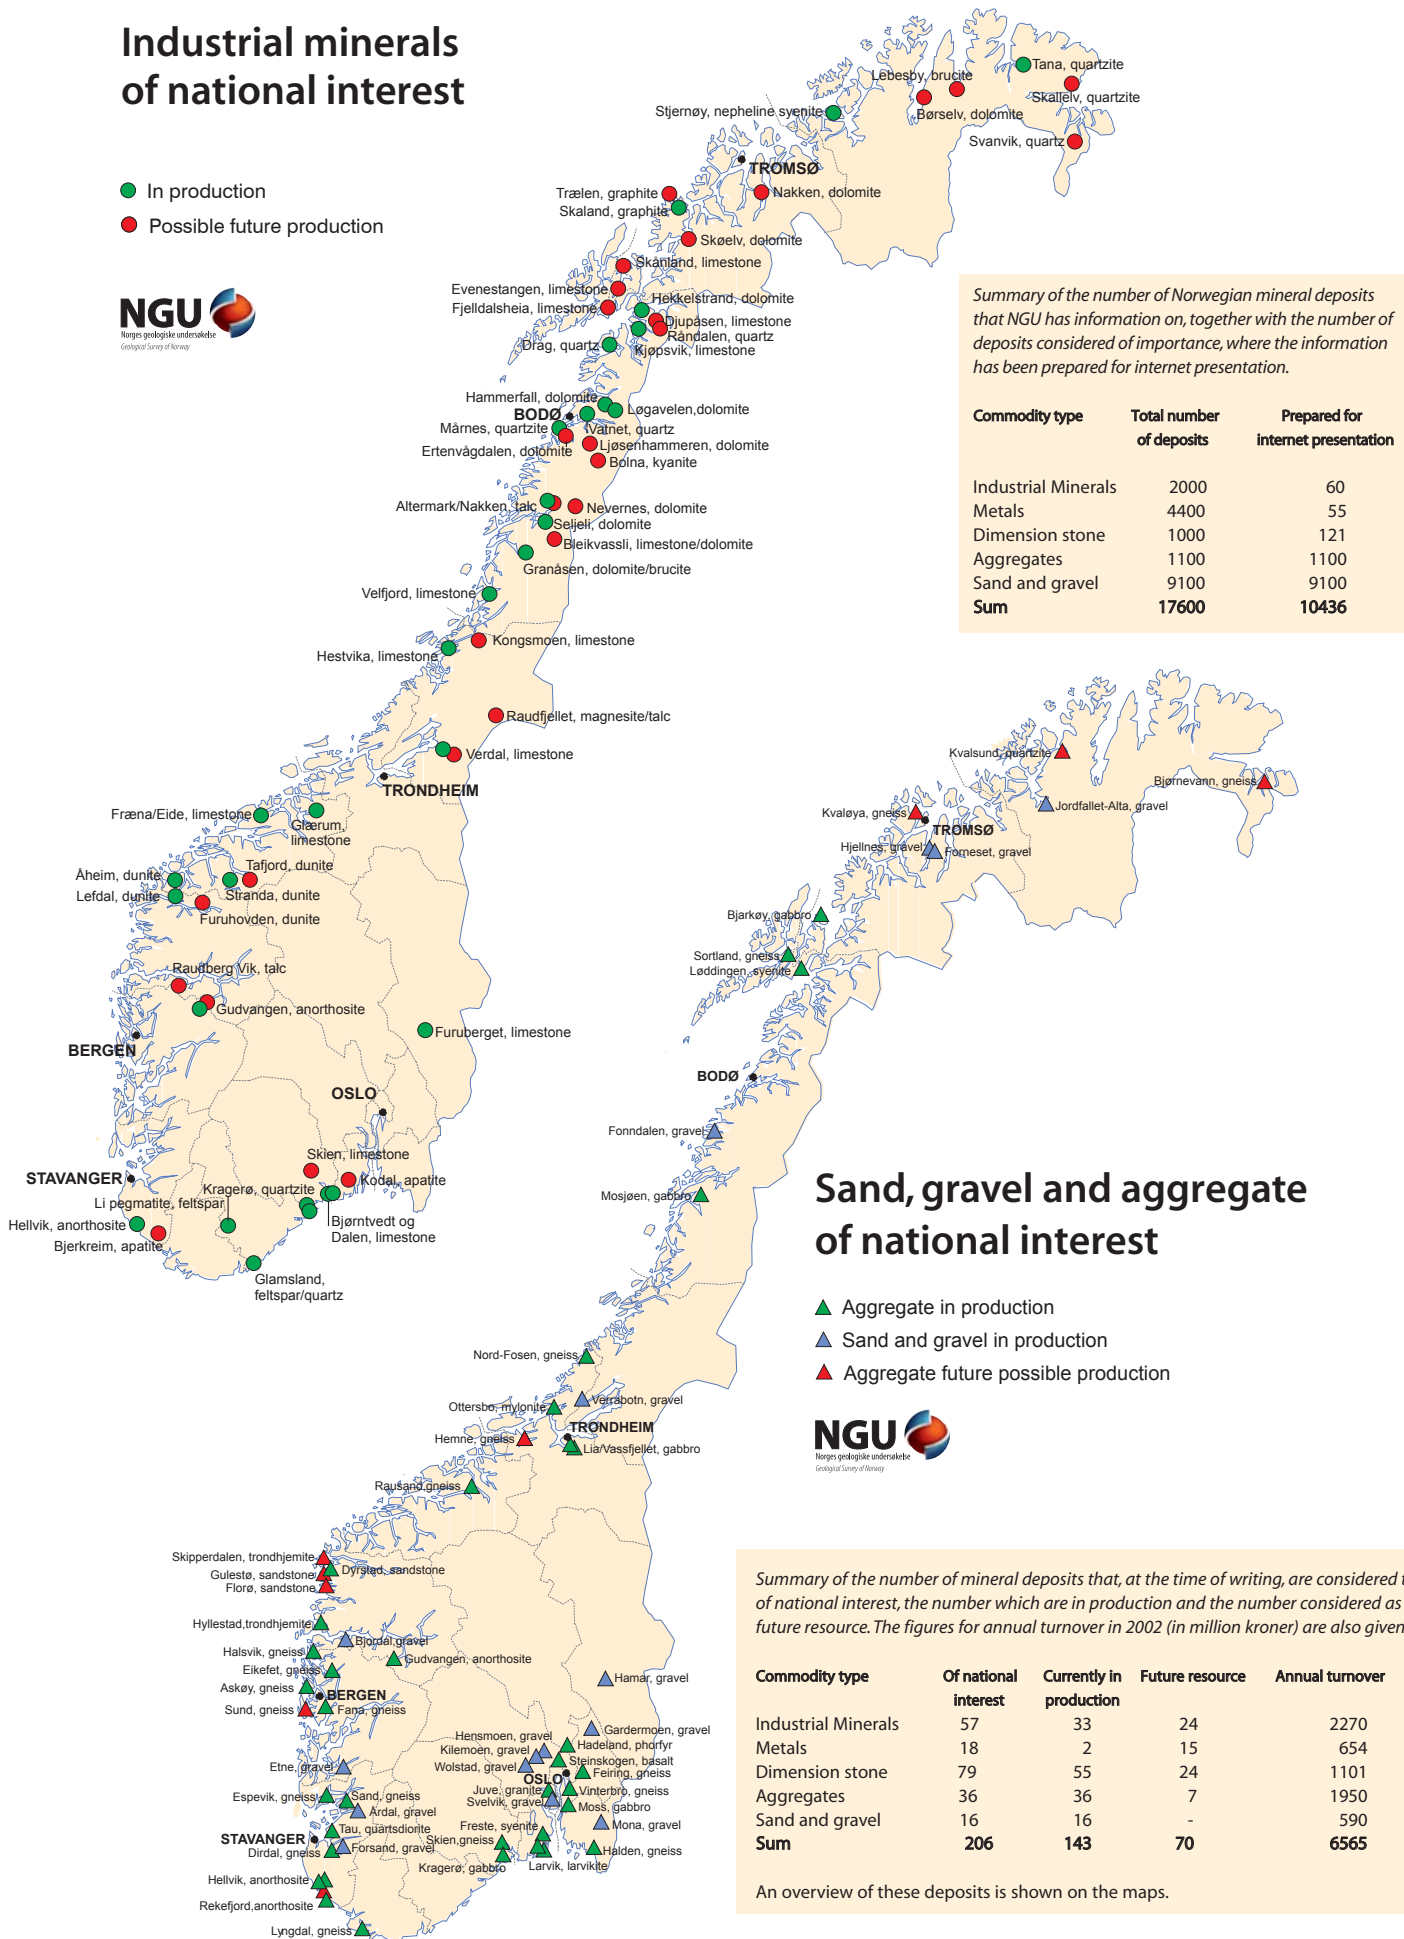 Industrial minerals
of national interest
In production
Possible future production
NGU
Norges geologiske undersøkelse
Geological Survey of Norway
Tana, quartzite
Lebesby, brucite
Skallelv, quartzite
Børselv, dolomite
Stjernøy, nepheline syenite
Svanvik, quartz
TROMSØ
Trælen, graphite
Nakken, dolomite
Skaland, graphite
Skøelv, dolomite
Skånland, limestone
Evenestangen, limestone
Hekkelstrand, dolomite
Fjelldalsheia, limestone
Djupåsen, limestone
Råndalen, quartz
Drag, quartz
Kjøpsvik, limestone
Hammerfall, dolomite
BODØ
Løgavelen,dolomite
Mårnes, quartzite
Vatnet, quartz
Ljøsenhammeren, dolomite
Ertenvågdalen, dolomite
Bolna, kyanite
Altermark/Nakken, talc
Nevernes, dolomite
Seljeli, dolomite
Bleikvassli, limestone/dolomite
Granåsen, dolomite/brucite
Velfjord, limestone
Kongsmoen, limestone
Hestvika, limestone
Raudfjellet, magnesite/talc
Verdal, limestone
TRONDHEIM
Fræna/Eide, limestone
Glærum,
limestone
Tafjord, dunite
Åheim, dunite
Lefdal, dunite
Stranda, dunite
Furuhovden, dunite
Raudberg Vik, talc
Gudvangen, anorthosite
Furuberget, limestone
BERGEN
OSLO
Skien, limestone
STAVANGER
Kodal, apatite
Kragerø, quartzite
Li pegmatite, feltspar
Hellvik, anorthosite
Bjørntvedt og
Dalen, limestone
Bjerkreim, apatite
Glamsland,
feltspar/quartz
Summary of the number of Norwegian mineral deposits
that NGU has information on, together with the number of
deposits considered of importance, where the information
has been prepared for internet presentation.
Commodity type Total number Prepared for
of deposits internet presentation
Industrial Minerals 2000 60
Metals 4400 55
Dimension stone 1000 121
Aggregates 1100 1100
Sand and gravel 9100 9100
Sum 17600 10436
Kvalsund, quartzite
Bjørnevann, gneiss
Jordfallet-Alta, gravel
Kvaløya, gneiss
TROMSØ
Hjellnes, gravel
Forneset, gravel
Bjarkøy, gabbro
Sortland, gneiss
Løddingen, syenite
BODØ
Fonndalen, gravel
Mosjøen, gabbro
Sand, gravel and aggregate
of national interest
Aggregate in production
Sand and gravel in production
Aggregate future possible production
NGU
Norges geologiske undersøkelse
Geological Survey of Norway
Nord-Fosen, gneiss
Verrabotn, gravel
Ottersbo, mylonite
TRONDHEIM
Hemne, gneiss
Lia/Vassfjellet, gabbro
Rausand,gneiss
Skipperdalen, trondhjemite
Dyrstad, sandstone
Gulestø, sandstone
Florø, sandstone
Hyllestad,trondhjemite
Bjordal,gravel
Halsvik, gneiss
Gudvangen, anorthosite
Eikefet, gneiss
Askøy, gneiss
Hamar, gravel
BERGEN
Sund, gneiss
Fana, gneiss
Gardermoen, gravel
Hensmoen, gravel
Hadeland, phorfyr
Kilemoen, gravel
Steinskogen, basalt
Etne, gravel
Wolstad, gravel
Feiring, gneiss
OSLO
Juve, granite
Vinterbro, gneiss
Espevik, gneiss
Sand, gneiss
Svelvik, gravel
Moss, gabbro
Årdal, gravel
Mona, gravel
Tau, quartsdiorite
Freste, syenite
STAVANGER
Skien,gneiss
Forsand, gravel
Dirdal, gneiss
Halden, gneiss
Kragerø, gabbro
Larvik, larvikite
Hellvik, anorthosite
Rekefjord,anorthosite
Lyngdal, gneiss
Summary of the number of mineral deposits that, at the time of writing, are considered
of national interest, the number which are in production and the number considered as
future resource. The figures for annual turnover in 2002 (in million kroner) are also given
Commodity type Of national Currently in Future resource Annual turnover
interest production
Industrial Minerals 57 33 24 2270
Metals 18 2 15 654
Dimension stone 79 55 24 1101
Aggregates 36 36 7 1950
Sand and gravel 16 16 - 590
Sum 206 143 70 6565
An overview of these deposits is shown on the maps.